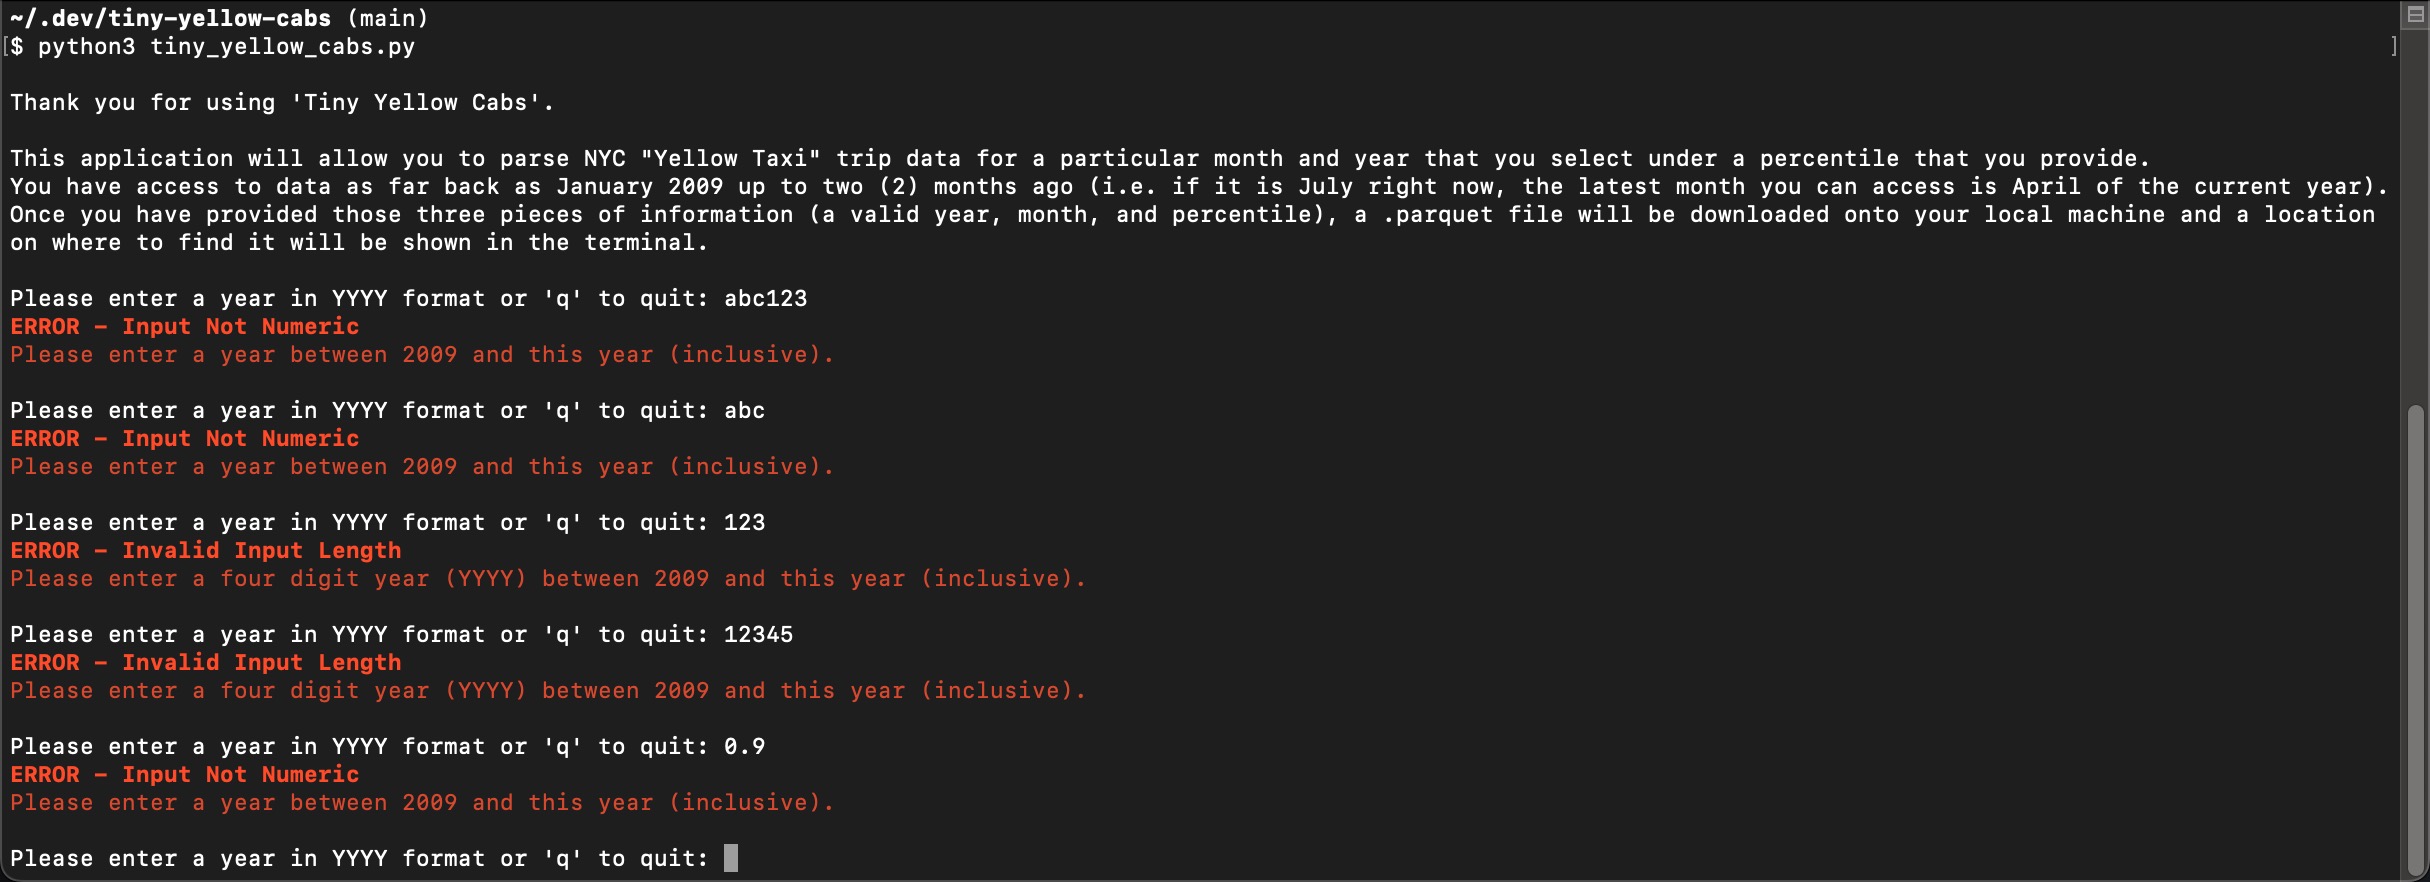 ~/.dev/tiny-yellow-cabs (main)
[$ python3 tiny_yellow_cabs.py ]
Thank you for using 'Tiny Yellow Cabs'.
This application will allow you to parse NYC "Yellow Taxi" trip data for a particular month and year that you select under a percentile that you provide.
You have access to data as far back as January 2009 up to two (2) months ago (i.e. if it is July right now, the latest month you can access is April of the current year).
Once you have provided those three pieces of information (a valid year, month, and percentile), a .parquet file will be downloaded onto your local machine and a location
on where to find it will be shown in the terminal.
Please enter a year in YYYY format or 'q' to quit: abc123
ERROR - Input Not Numeric
Please enter a year between 2009 and this year (inclusive).
Please enter a year in YYYY format or 'q' to quit: abc
ERROR - Input Not Numeric
Please enter a year between 2009 and this year (inclusive).
Please enter a year in YYYY format or 'q' to quit: 123
ERROR - Invalid Input Length
Please enter a four digit year (YYYY) between 2009 and this year (inclusive).
Please enter a year in YYYY format or 'q' to quit: 12345
ERROR - Invalid Input Length
Please enter a four digit year (YYYY) between 2009 and this year (inclusive).
Please enter a year in YYYY format or 'q' to quit: 0.9
ERROR - Input Not Numeric
Please enter a year between 2009 and this year (inclusive).
Please enter a year in YYYY format or 'q' to quit: